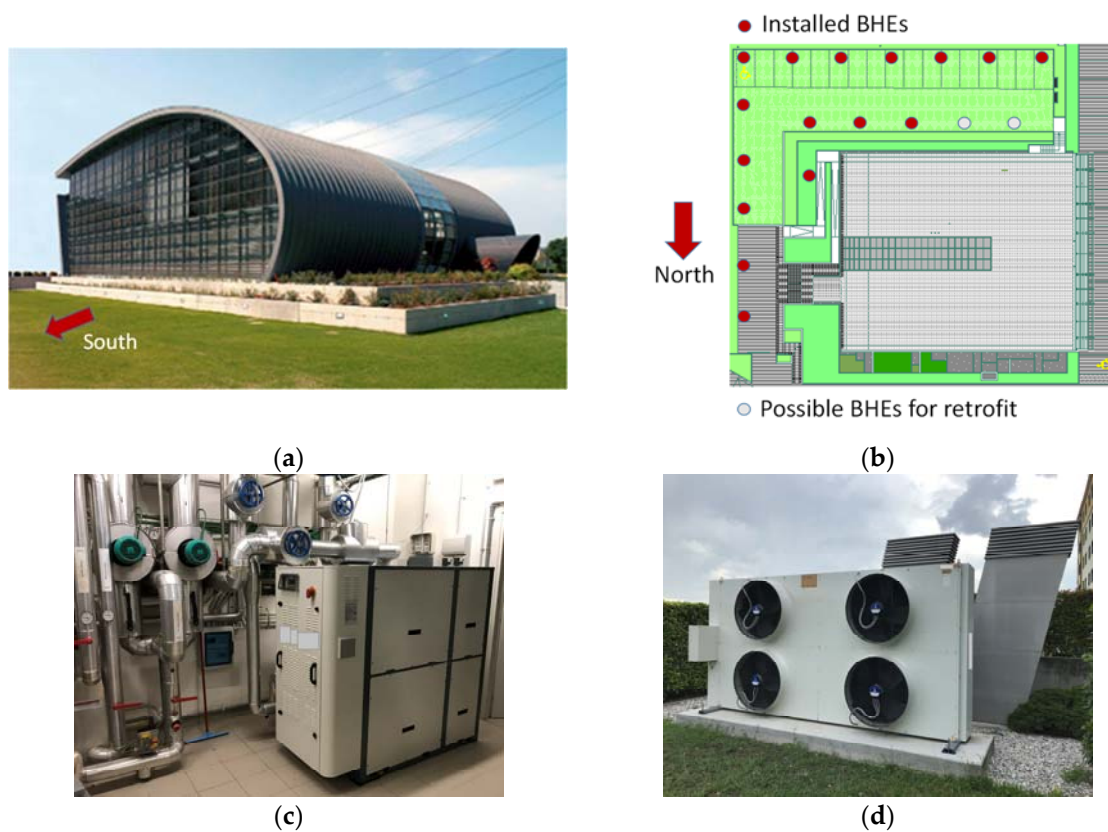 Installed BHEs
South
North
Possible BHEs for retrofit
(a)
(b)
(c)
(d)